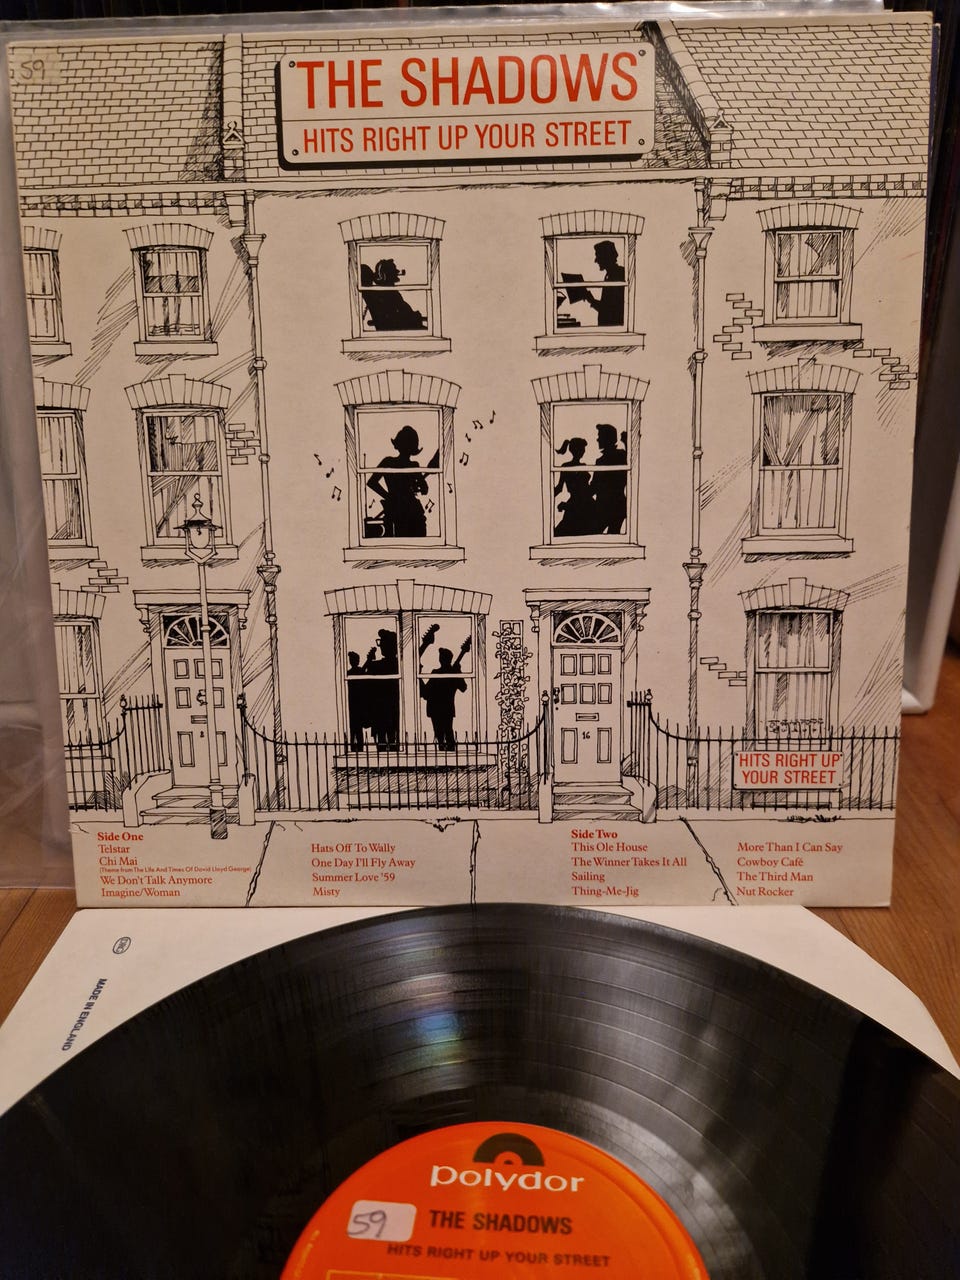 59
THE SHADOWS
HITS RIGHT UP YOUR STREET
8
16
'HITS RIGHT UP'
YOUR STREET
Side One
Telstar
Chi Mai
(Theme from The Life And Times Of David Lloyd George)
We Don't Talk Anymore
Imagine/Woman
Hats Off To Wally
One Day I'll Fly Away
Summer Love '59
Misty
Side Two
This Ole House
The Winner Takes It All
Sailing
Thing-Me-Jig
More Than I Can Say
Cowboy Café
The Third Man
Nut Rocker
MADE IN ENGLAND
polydor
59
THE SHADOWS
HITS RIGHT UP YOUR STREET